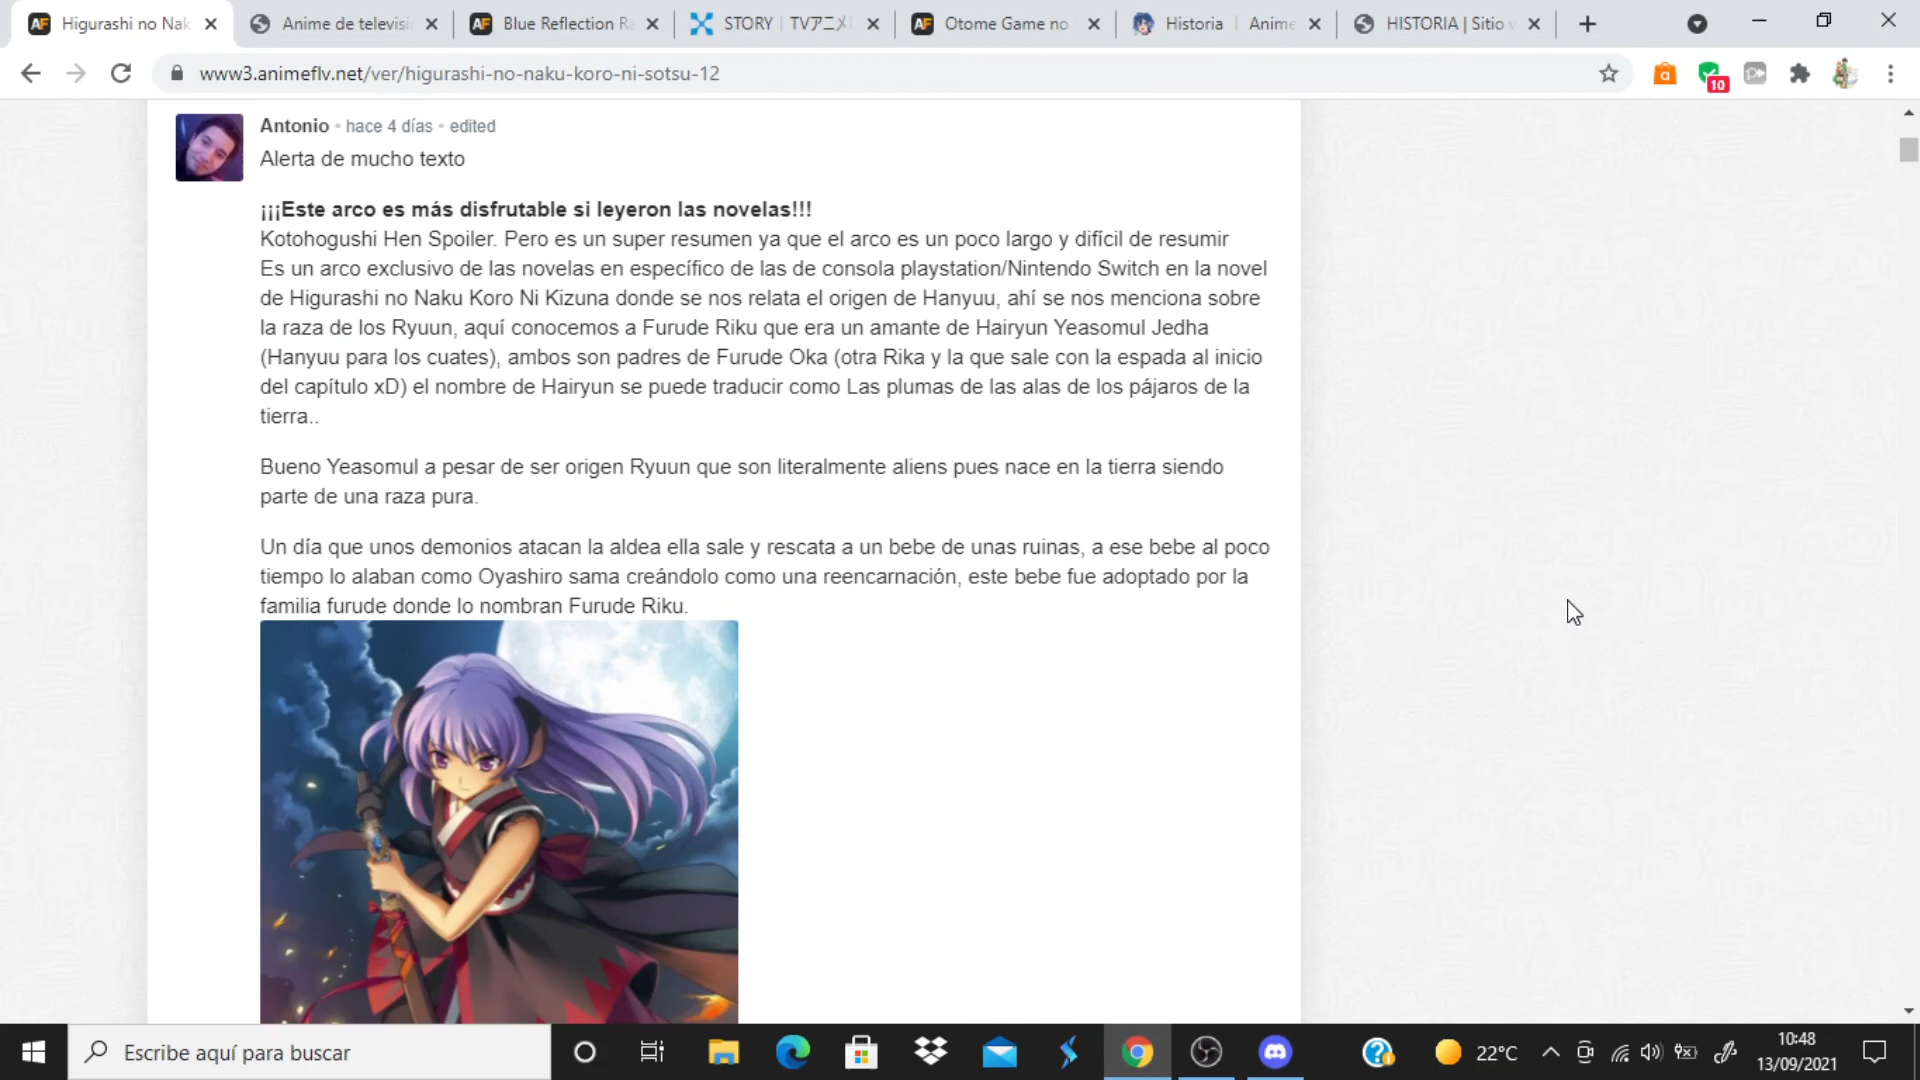 Higurashi no Nak
Anime de televisi
Blue Reflection Ra
STORY | TVアニメ
Otome Game no
Historia | Anime
HISTORIA | Sitio v
www3.animeflv.net/ver/higurashi-no-naku-koro-ni-sotsu-12
10
Antonio • hace 4 días • edited
Alerta de mucho texto
¡¡¡Este arco es más disfrutable si leyeron las novelas!!!
Kotohogushi Hen Spoiler. Pero es un super resumen ya que el arco es un poco largo y difícil de resumir
Es un arco exclusivo de las novelas en específico de las de consola playstation/Nintendo Switch en la novel
de Higurashi no Naku Koro Ni Kizuna donde se nos relata el origen de Hanyuu, ahí se nos menciona sobre
la raza de los Ryuun, aquí conocemos a Furude Riku que era un amante de Hairyun Yeasomul Jedha
(Hanyuu para los cuates), ambos son padres de Furude Oka (otra Rika y la que sale con la espada al inicio
del capítulo xD) el nombre de Hairyun se puede traducir como Las plumas de las alas de los pájaros de la
tierra..
Bueno Yeasomul a pesar de ser origen Ryuun que son literalmente aliens pues nace en la tierra siendo
parte de una raza pura.
Un día que unos demonios atacan la aldea ella sale y rescata a un bebe de unas ruinas, a ese bebe al poco
tiempo lo alaban como Oyashiro sama creándolo como una reencarnación, este bebe fue adoptado por la
familia furude donde lo nombran Furude Riku.
Escribe aquí para buscar
22°C
10:48
13/09/2021